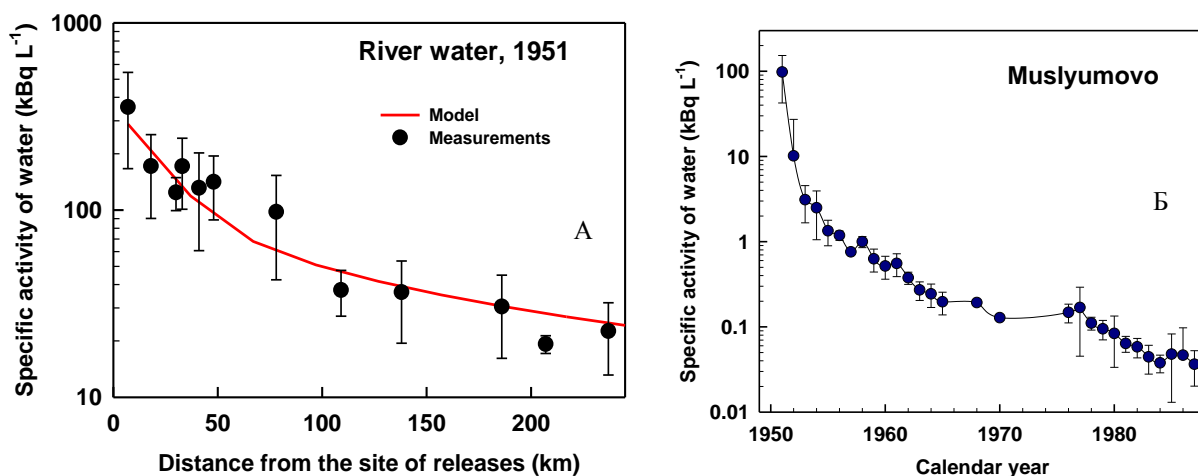 River water, 1951
Model
Measurements
А
Specific activity of water (kBq L-1)
1000
100
10
0
50
100
150
200
Distance from the site of releases (km)
Muslyumovo
Б
Specific activity of water (kBq L-1)
100
10
1
0.1
0.01
1950
1960
1970
1980
Calendar year